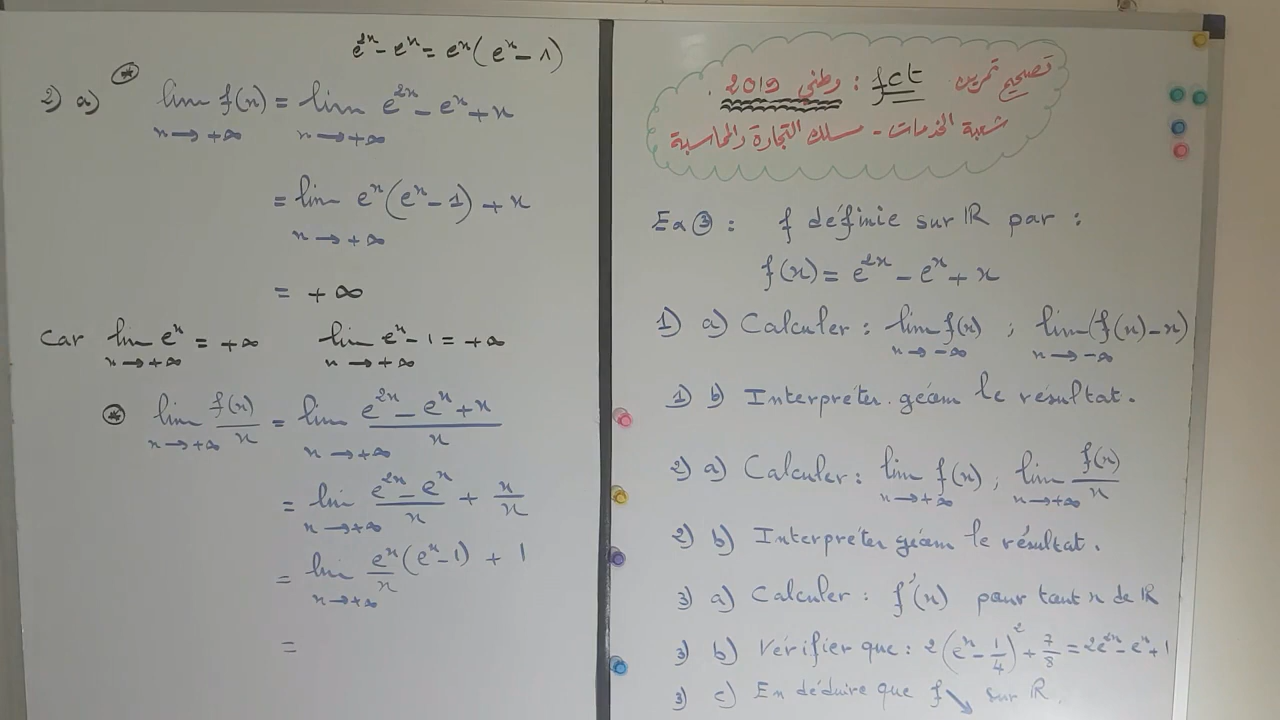 e^{2x} - e^x = e^x(e^x - 1)
2) a) * lim_{x→+∞} f(x) = lim_{x→+∞} e^{2x} - e^x + x
= lim_{x→+∞} e^x(e^x - 1) + x
= +∞
Car lim_{x→+∞} e^x = +∞ lim_{x→+∞} e^x - 1 = +∞
* lim_{x→+∞} f(x)/x = lim_{x→+∞} (e^{2x} - e^x + x)/x
= lim_{x→+∞} (e^{2x} - e^x)/x + x/x
= lim_{x→+∞} e^x/x (e^x - 1) + 1
=
تصحيح تمرين fct : وطني 2019 .
شعبة الخدمات - مسلك التجارة والمحاسبة
Ex ③ : f définie sur ℝ par :
f(x) = e^{2x} - e^x + x
1) a) Calculer : lim_{x→-∞} f(x) ; lim_{x→-∞} (f(x) - x)
1) b) Interpréter géom le résultat.
2) a) Calculer : lim_{x→+∞} f(x) ; lim_{x→+∞} f(x)/x
2) b) Interpréter géom le résultat.
3) a) Calculer : f'(x) pour tout x de ℝ
3) b) Vérifier que : 2(e^x - 1/4)^2 + 7/8 = 2e^{2x} - e^x + 1
3) c) En déduire que f ↘ sur ℝ.